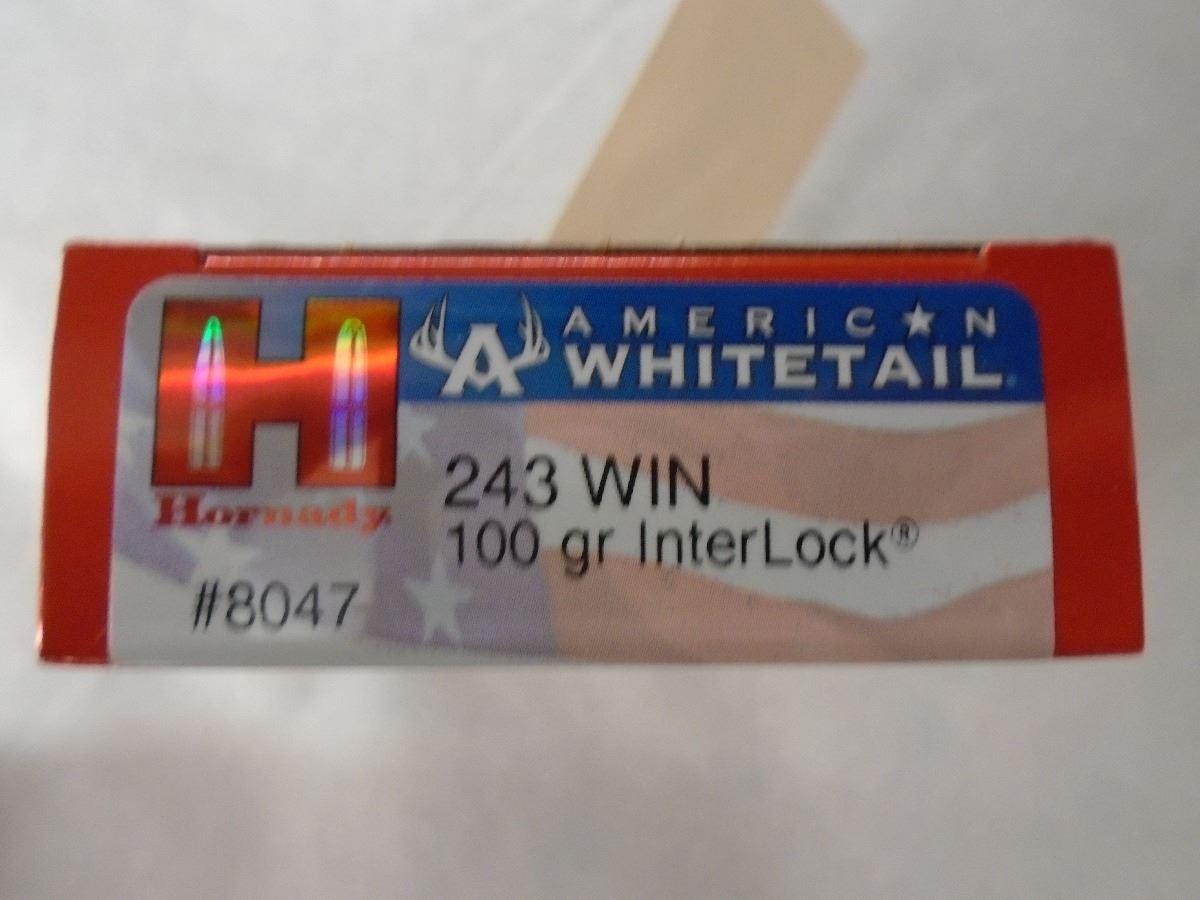 AMERICAN
WHITETAIL
Hornady
243 WIN
100 gr InterLock®
#8047